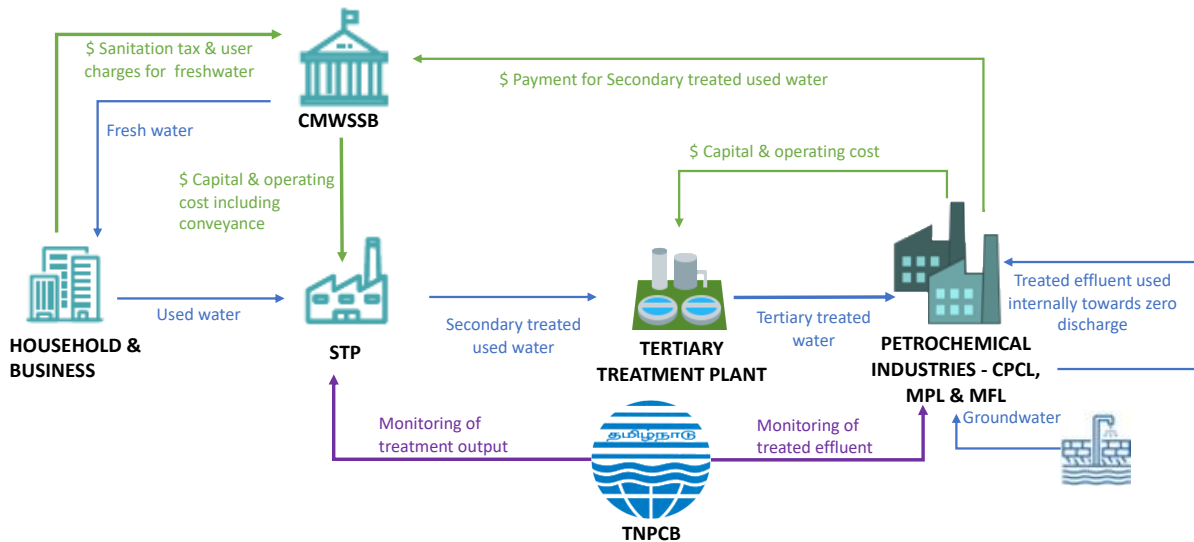 $ Sanitation tax & user
charges for freshwater
$ Payment for Secondary treated used water
CMWSSB
Fresh water
$ Capital & operating cost
$ Capital & operating
cost including
conveyance
Used water
Secondary treated
used water
Tertiary treated
water
Treated effluent used
internally towards zero
discharge
HOUSEHOLD &
BUSINESS
STP
TERTIARY
TREATMENT PLANT
PETROCHEMICAL
INDUSTRIES - CPCL,
MPL & MFL
Groundwater
Monitoring of
treatment output
தமிழ்நாடு
Monitoring of
treated effluent
TNPCB